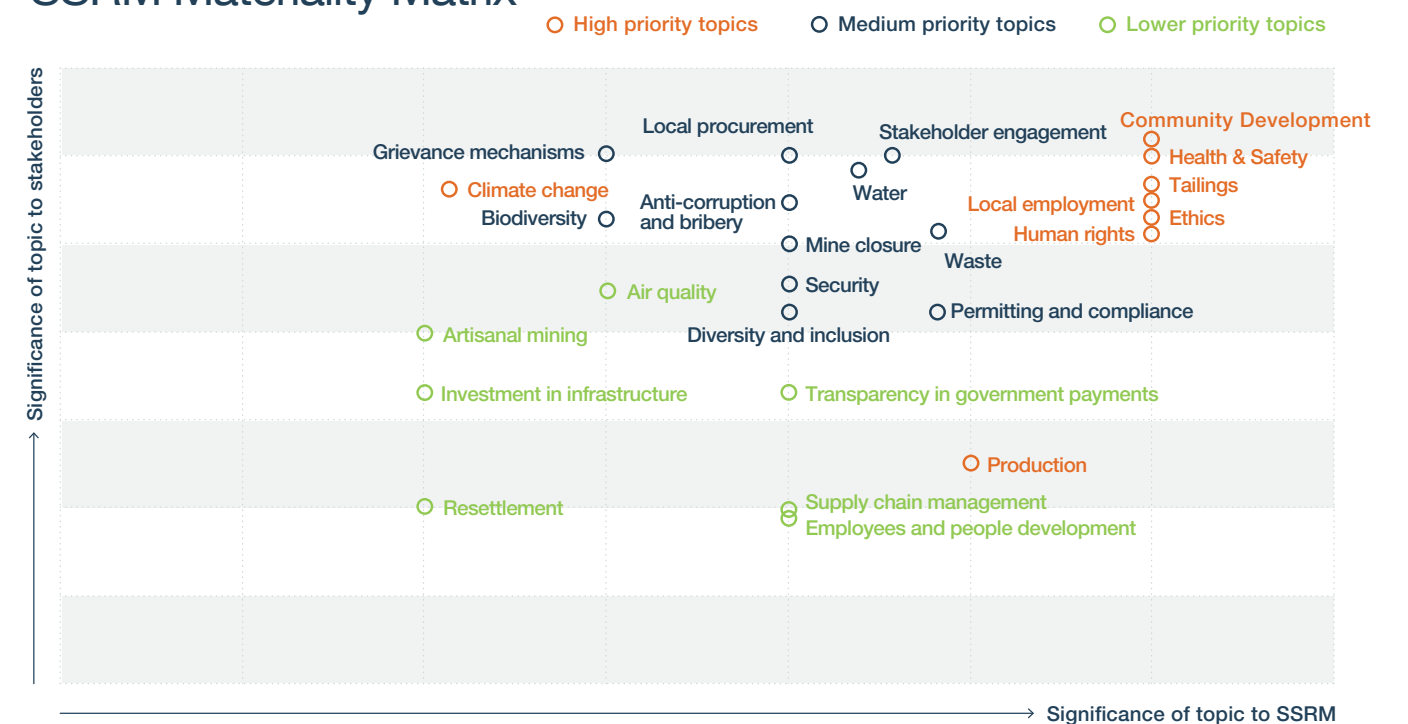 SSRM Materiality Matrix
High priority topics
Medium priority topics
Lower priority topics
Significance of topic to stakeholders
Community Development
Local procurement
Stakeholder engagement
Grievance mechanisms
Health & Safety
Climate change
Tailings
Water
Anti-corruption
and bribery
Local employment
Biodiversity
Ethics
Human rights
Mine closure
Waste
Security
Air quality
Permitting and compliance
Artisanal mining
Diversity and inclusion
Investment in infrastructure
Transparency in government payments
Production
Supply chain management
Resettlement
Employees and people development
Significance of topic to SSRM